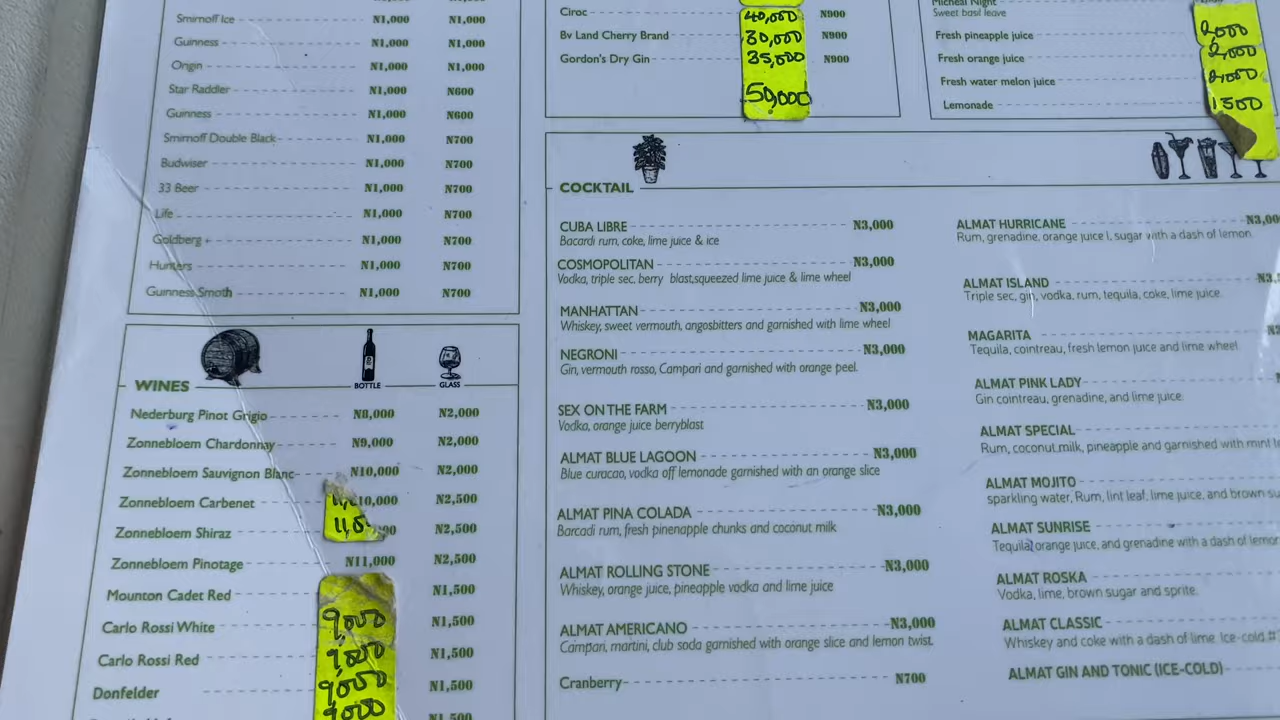 Smirnoff Ice N1,000 N1,000
Guinness N1,000 N1,000
Origin N1,000 N1,000
Star Raddler N1,000 N600
Guinness N1,000 N600
Smirnoff Double Black N1,000 N700
Budwiser N1,000 N700
33 Beer N1,000 N700
Life N1,000 N700
Goldberg N1,000 N700
Hunters N1,000 N700
Guinness Smoth N1,000 N700
WINES BOTTLE GLASS
Nederburg Pinot Grigio N8,000 N2,000
Zonnebloem Chardonnay N9,000 N2,000
Zonnebloem Sauvignon Blanc N10,000 N2,000
Zonnebloem Carbenet 10,000 N2,500
Zonnebloem Shiraz N2,500
Zonnebloem Pinotage N11,000 N2,500
Mounton Cadet Red N1,500
Carlo Rossi White 9,000 N1,500
Carlo Rossi Red 9,000 N1,500
Donfelder 9000 N1,500
9000 N1,500
Ciroc 40,000 N900
Bv Land Cherry Brand 30,000 N900
Gordon's Dry Gin 35,000 N900
50,000
Micheal Night
Sweet basil leave
Fresh pineapple juice 2,000
Fresh orange juice 2,000
Fresh water melon juice 2,000
Lemonade 1500
COCKTAIL
CUBA LIBRE N3,000
Bacardi rum, coke, lime juice & ice
COSMOPOLITAN N3,000
Vodka, triple sec, berry blast,squeezed lime juice & lime wheel
MANHATTAN N3,000
Whiskey, sweet vermouth, angosbitters and garnished with lime wheel
NEGRONI N3,000
Gin, vermouth rosso, Campari and garnished with orange peel.
SEX ON THE FARM N3,000
Vodka, orange juice berryblast
ALMAT BLUE LAGOON N3,000
Blue curacao, vodka off lemonade garnished with an orange slice
ALMAT PINA COLADA N3,000
Barcadi rum, fresh pinenapple chunks and coconut milk
ALMAT ROLLING STONE N3,000
Whiskey, orange juice, pineapple vodka and lime juice
ALMAT AMERICANO N3,000
Campari, martini, club soda garnished with orange slice and lemon twist.
Cranberry N700
ALMAT HURRICANE
Rum, grenadine, orange juice l, sugar with a dash of lemon.
ALMAT ISLAND
Triple sec, gin, vodka, rum, tequila, coke, lime juice.
MAGARITA
Tequila, cointreau, fresh lemon juice and lime wheel.
ALMAT PINK LADY
Gin cointreau, grenadine, and lime juice.
ALMAT SPECIAL
Rum, coconut,milk, pineapple and garnished with mint
ALMAT MOJITO
sparkling water, Rum, lint leaf, lime juice, and brown
ALMAT SUNRISE
Tequila, orange juice, and grenadine with a dash of lemon
ALMAT ROSKA
Vodka, lime, brown sugar and sprite.
ALMAT CLASSIC
Whiskey and coke with a dash of lime Ice-cold.
ALMAT GIN AND TONIC (ICE-COLD)